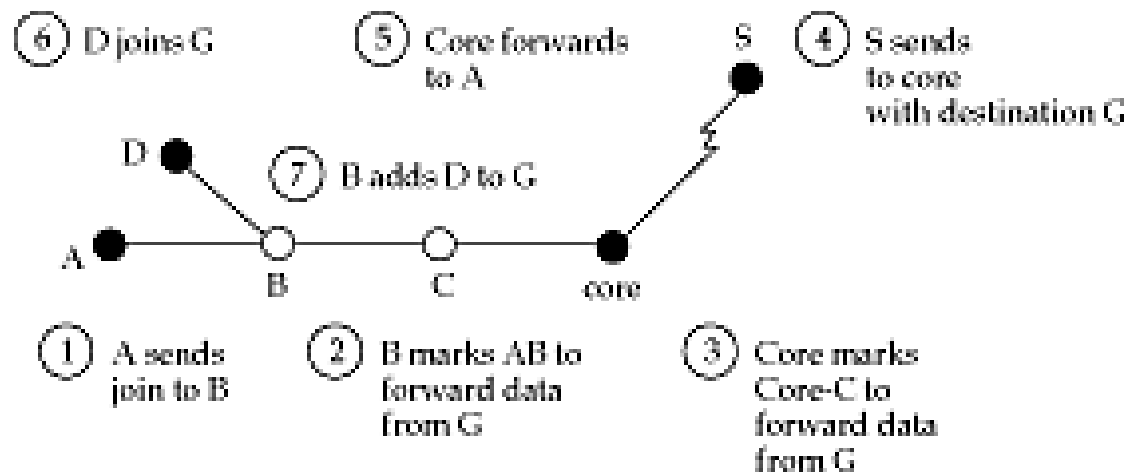 6 D joins G
5 Core forwards
to A
S
4 S sends
to core
with destination G
D
7 B adds D to G
A
B
C
core
1 A sends
join to B
2 B marks AB to
forward data
from G
3 Core marks
Core-C to
forward data
from G